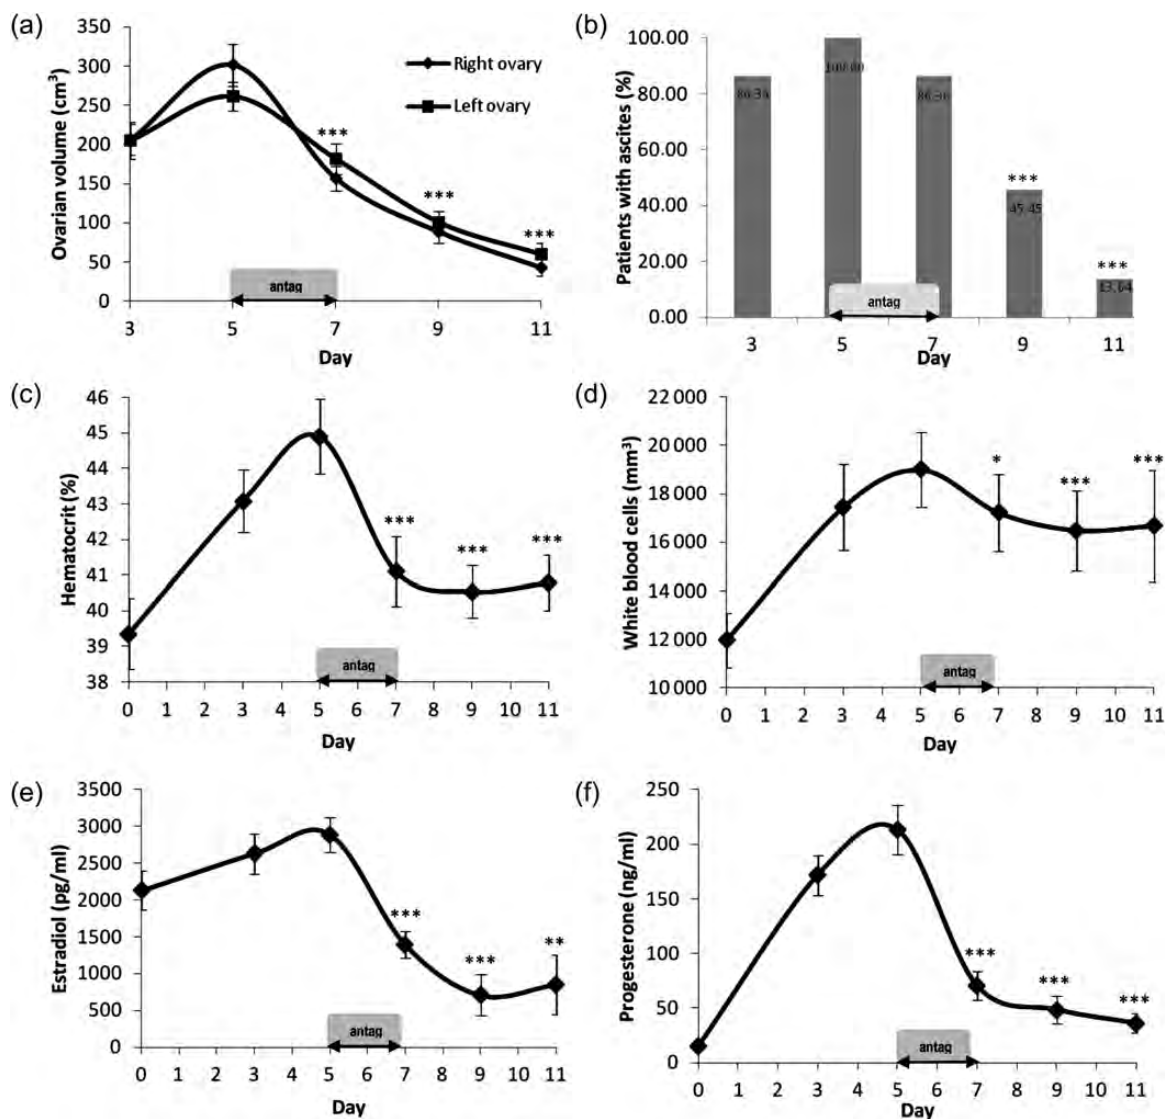 (a)
350
300
250
200
150
100
50
0
Ovarian volume (cm³)
Right ovary
Left ovary
***
***
***
antag
3 5 7 9 11
Day
(b)
100.00
80.00
60.00
40.00
20.00
0.00
Patients with ascites (%)
86.36
100.00
86.36
***
45.45
***
13.64
antag
3 5 7 9 11
Day
(c)
46
45
44
43
42
41
40
39
38
Hematocrit (%)
***
***
***
antag
0 1 2 3 4 5 6 7 8 9 10 11
Day
(d)
22 000
20 000
18 000
16 000
14 000
12 000
10 000
White blood cells (mm³)
*
***
***
antag
0 1 2 3 4 5 6 7 8 9 10 11
Day
(e)
3500
3000
2500
2000
1500
1000
500
0
Estradiol (pg/ml)
***
***
**
antag
0 1 2 3 4 5 6 7 8 9 10 11
Day
(f)
250
200
150
100
50
0
Progesterone (ng/ml)
***
***
***
antag
0 1 2 3 4 5 6 7 8 9 10 11
Day